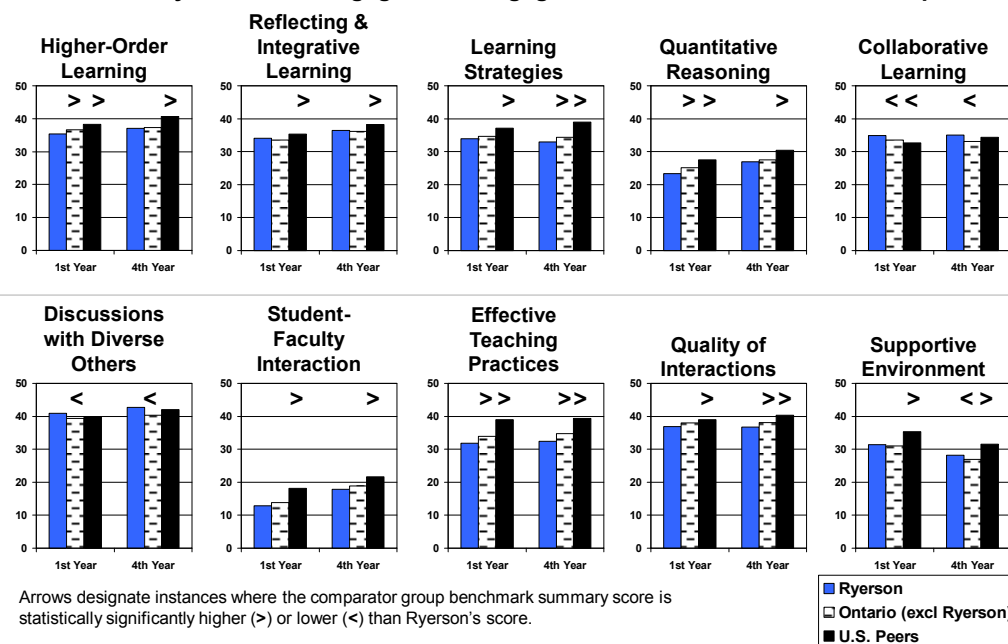 Higher-Order
Learning
Reflecting &
Integrative
Learning
Learning
Strategies
Quantitative
Reasoning
Collaborative
Learning
50
40
30
20
10
0
> >
>
1st Year
4th Year
50
40
30
20
10
0
>
>
1st Year
4th Year
50
40
30
20
10
0
>
>>
1st Year
4th Year
50
40
30
20
10
0
> >
>
1st Year
4th Year
50
40
30
20
10
0
< <
<
1st Year
4th Year
Discussions
with Diverse
Others
Student-
Faculty
Interaction
Effective
Teaching
Practices
Quality of
Interactions
Supportive
Environment
50
40
30
20
10
0
<
<
1st Year
4th Year
50
40
30
20
10
0
>
>
1st Year
4th Year
50
40
30
20
10
0
>>
>>
1st Year
4th Year
50
40
30
20
10
0
>
>>
1st Year
4th Year
50
40
30
20
10
0
>
< >
1st Year
4th Year
Arrows designate instances where the comparator group benchmark summary score is
statistically significantly higher (>) or lower (<) than Ryerson's score.
Ryerson
Ontario (excl Ryerson)
U.S. Peers